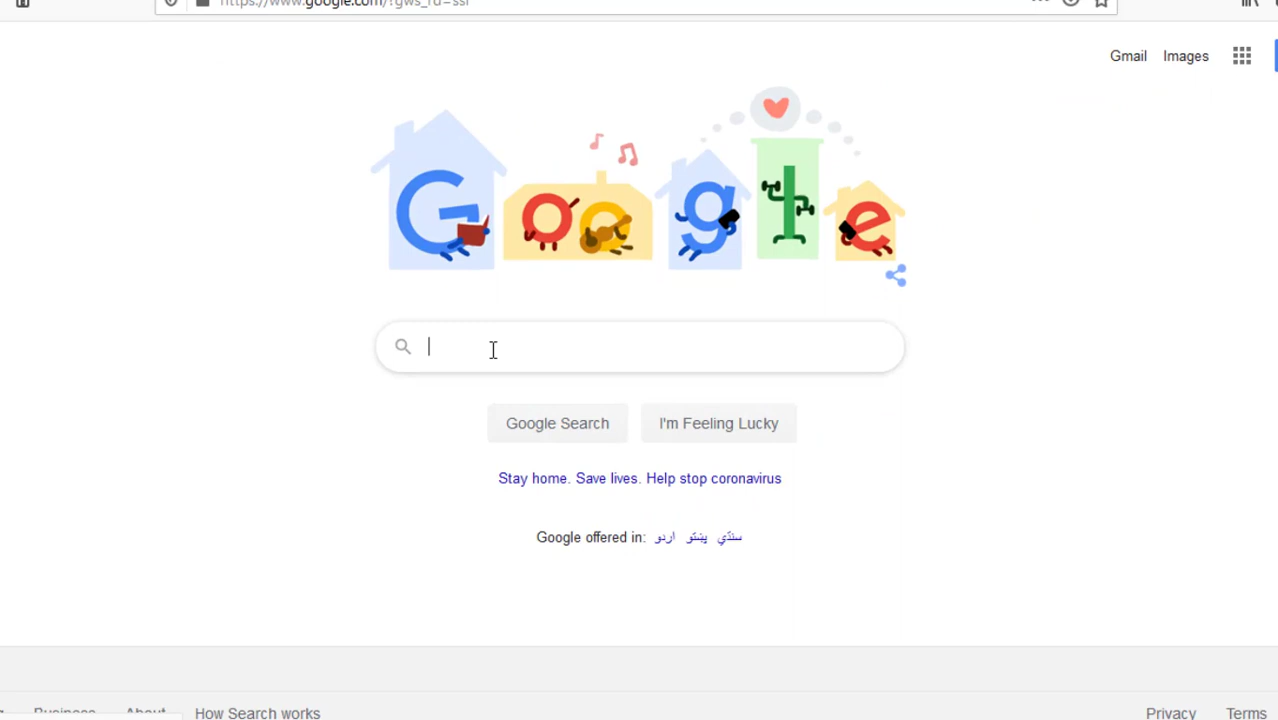 https://www.google.com/?gws_rd=ssl
Gmail Images
Google
Google Search I'm Feeling Lucky
Stay home. Save lives. Help stop coronavirus
Google offered in: اردو پښتو سنڌي
Business About How Search works Privacy Terms